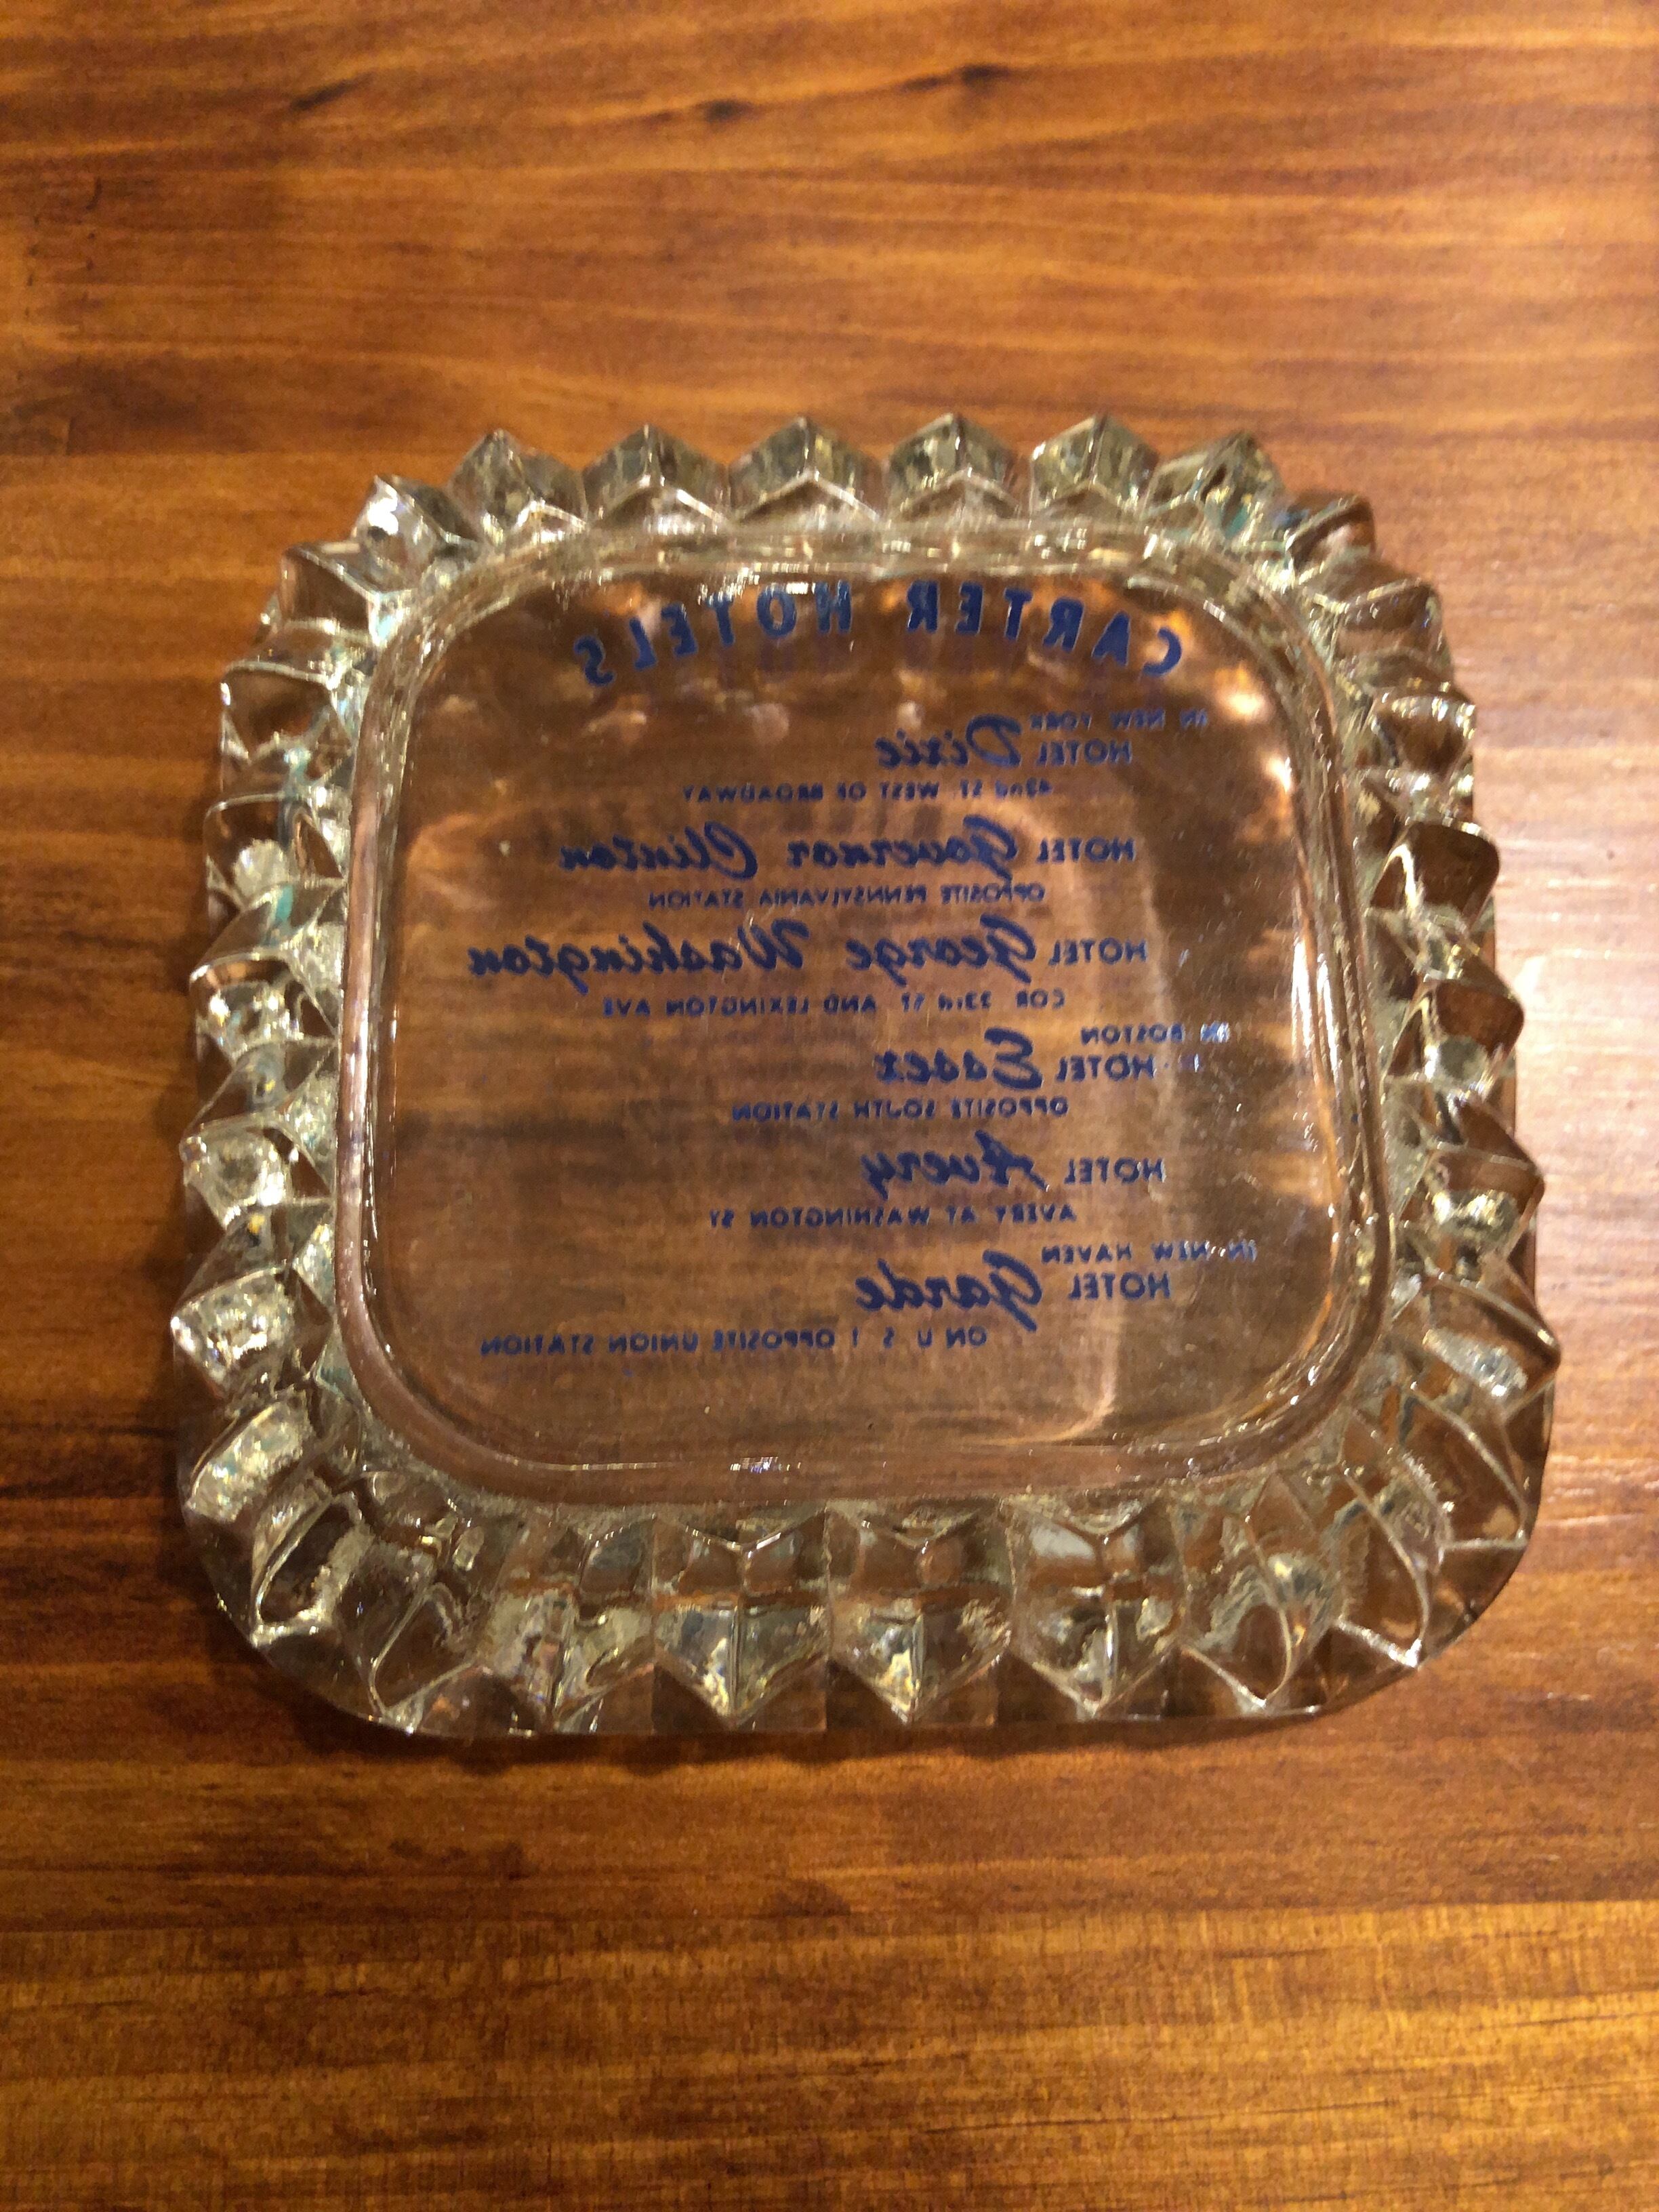 CARTER HOTELS
IN NEW YORK
HOTEL Dixie
42nd ST. WEST OF BROADWAY
HOTEL Governor Clinton
OPPOSITE PENNSYLVANIA STATION
HOTEL George Washington
COR. 23rd ST. AND LEXINGTON AVE
IN BOSTON
HOTEL Essex
OPPOSITE SOUTH STATION
HOTEL Avery
AVERY AT WASHINGTON ST
IN NEW HAVEN
HOTEL Garde
ON U S 1 OPPOSITE UNION STATION